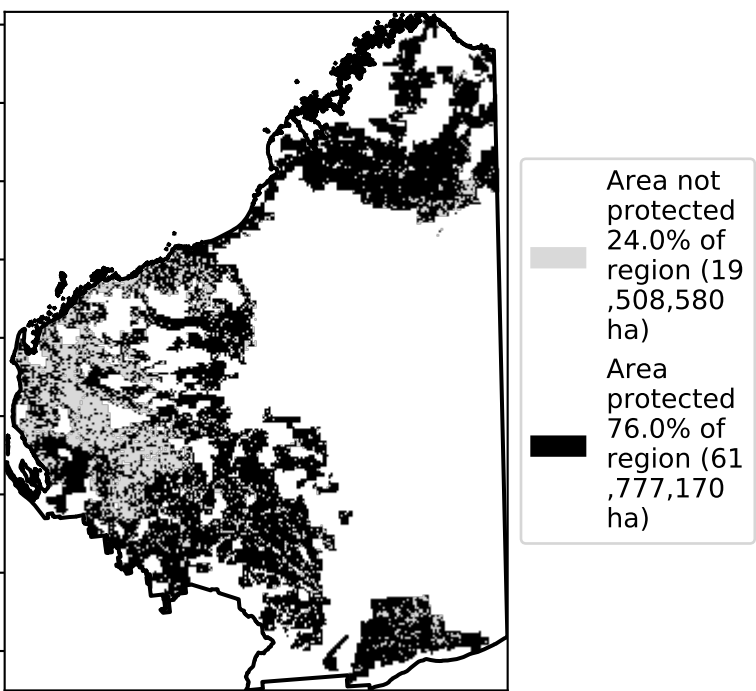 Area not
protected
24.0% of
region (19
,508,580
ha)
Area
protected
76.0% of
region (61
,777,170
ha)